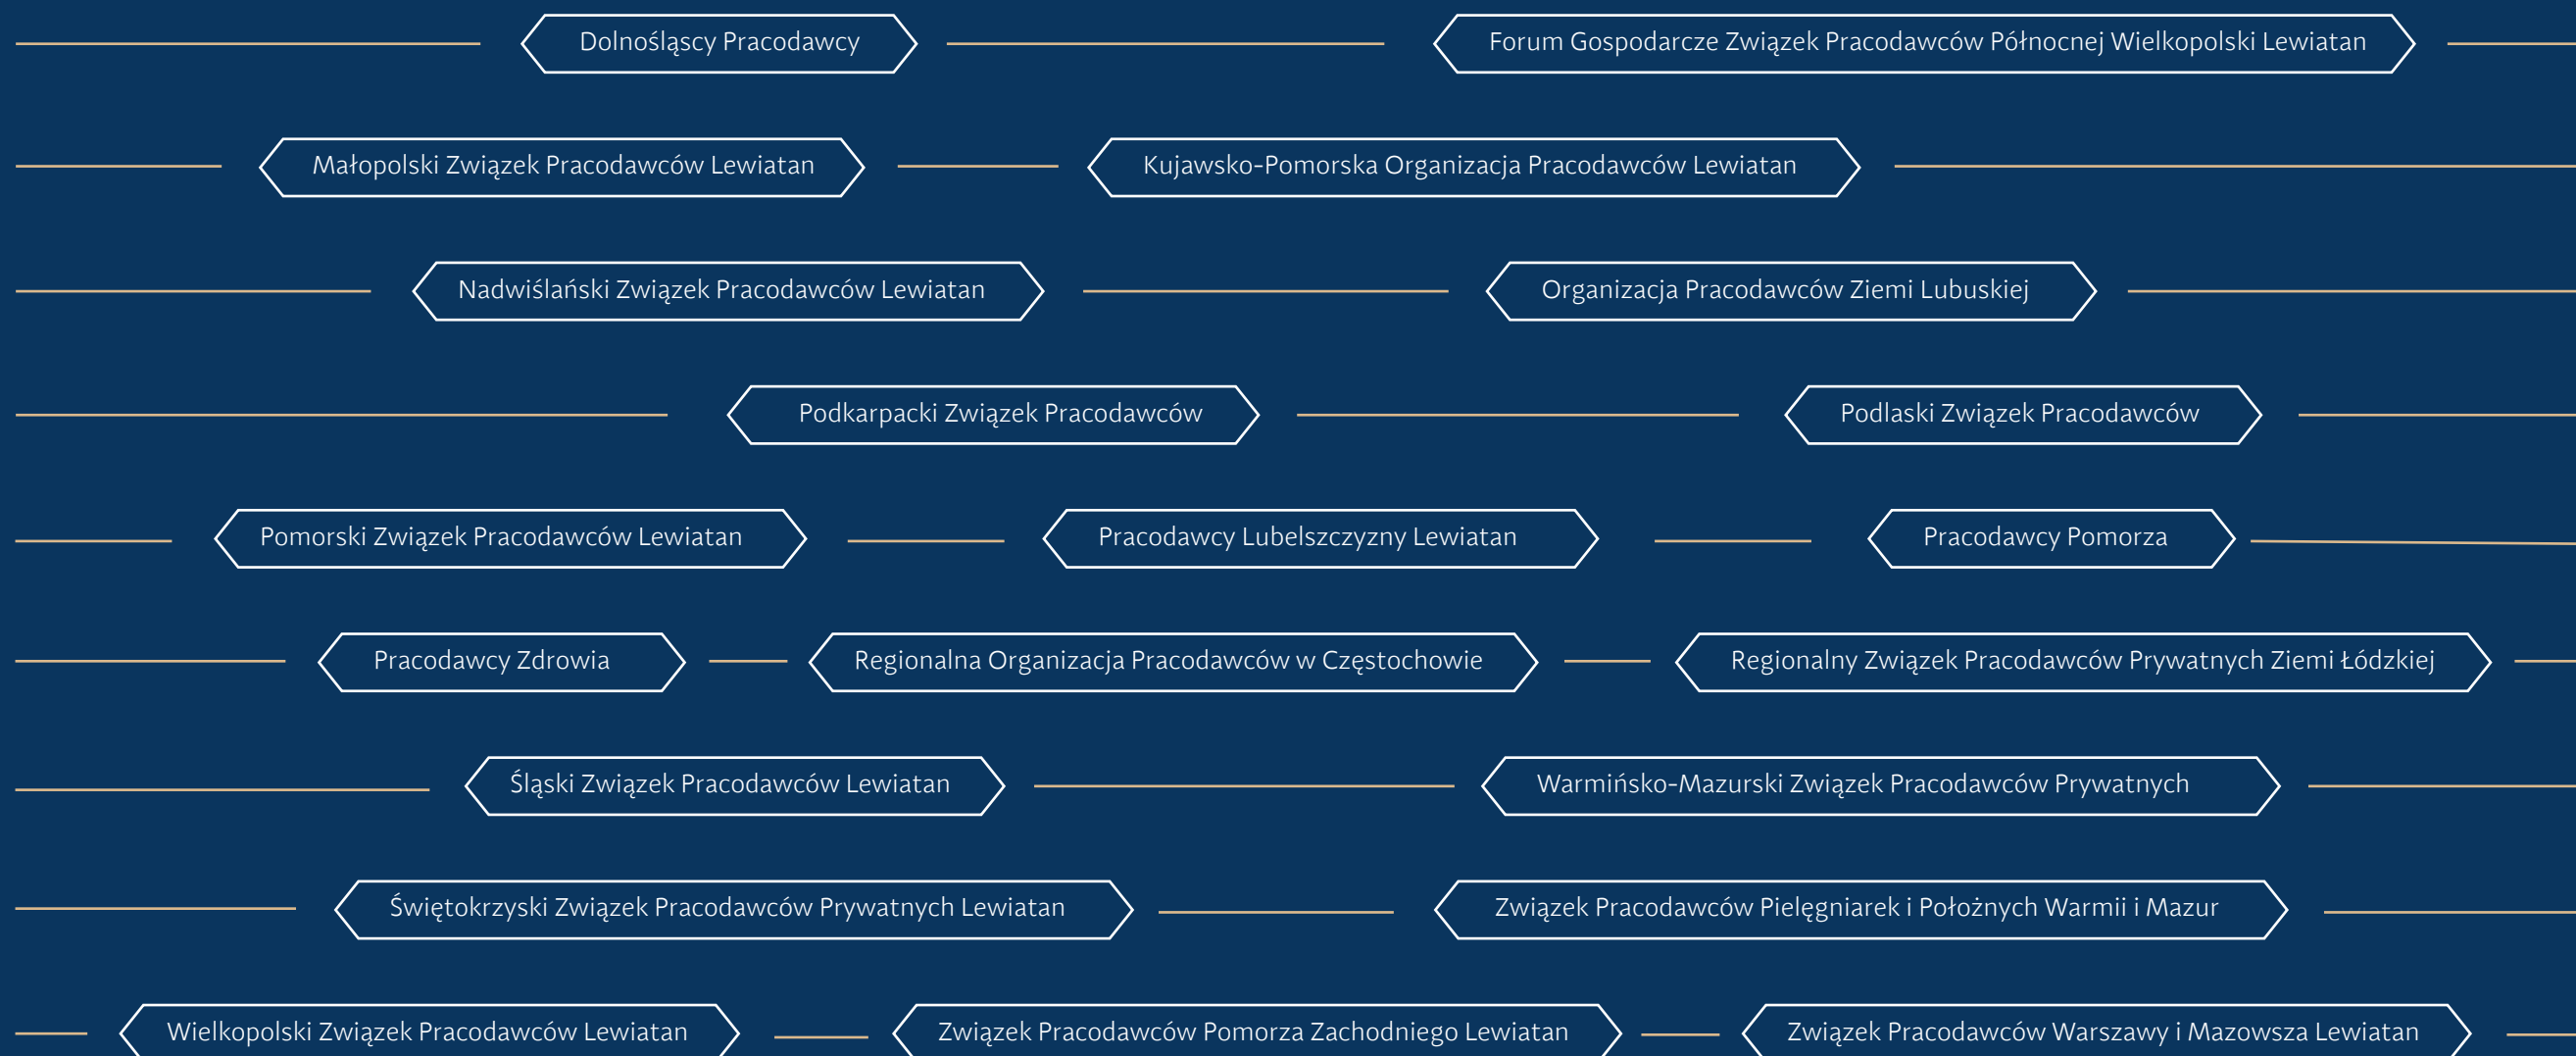 Dolnośląscy Pracodawcy
Forum Gospodarcze Związek Pracodawców Północnej Wielkopolski Lewiatan
Małopolski Związek Pracodawców Lewiatan
Kujawsko-Pomorska Organizacja Pracodawców Lewiatan
Nadwiślański Związek Pracodawców Lewiatan
Organizacja Pracodawców Ziemi Lubuskiej
Podkarpacki Związek Pracodawców
Podlaski Związek Pracodawców
Pomorski Związek Pracodawców Lewiatan
Pracodawcy Lubelszczyzny Lewiatan
Pracodawcy Pomorza
Pracodawcy Zdrowia
Regionalna Organizacja Pracodawców w Częstochowie
Regionalny Związek Pracodawców Prywatnych Ziemi Łódzkiej
Śląski Związek Pracodawców Lewiatan
Warmińsko-Mazurski Związek Pracodawców Prywatnych
Świętokrzyski Związek Pracodawców Prywatnych Lewiatan
Związek Pracodawców Pielęgniarek i Położnych Warmii i Mazur
Wielkopolski Związek Pracodawców Lewiatan
Związek Pracodawców Pomorza Zachodniego Lewiatan
Związek Pracodawców Warszawy i Mazowsza Lewiatan